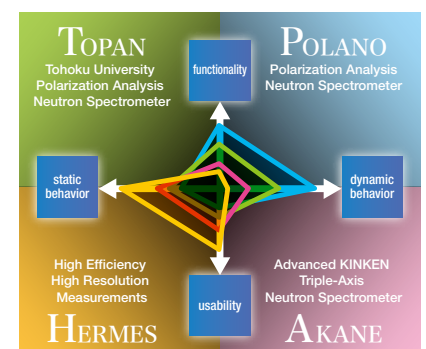 TOPAN
Tohoku University
Polarization Analysis
Neutron Spectrometer
functionality
POLANO
Polarization Analysis
Neutron Spectrometer
static
behavior
dynamic
behavior
High Efficiency
High Resolution
Measurements
HERMES
usability
Advanced KINKEN
Triple-Axis
Neutron Spectrometer
AKANE